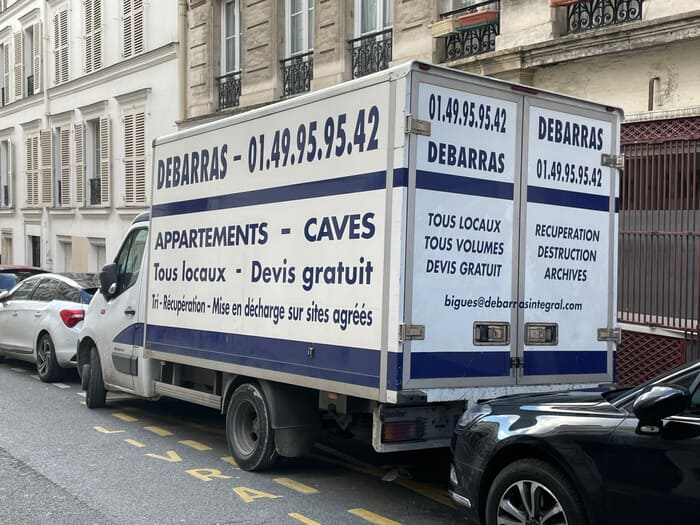 DEBARRAS - 01.49.95.95.42
APPARTEMENTS - CAVES
Tous locaux - Devis gratuit
Tri - Récupération - Mise en décharge sur sites agréés
01.49.95.95.42
DEBARRAS
TOUS LOCAUX
TOUS VOLUMES
DEVIS GRATUIT
DEBARRAS
01.49.95.95.42
RECUPERATION
DESTRUCTION
ARCHIVES
bigues@debarrasintegral.com
LIVRA